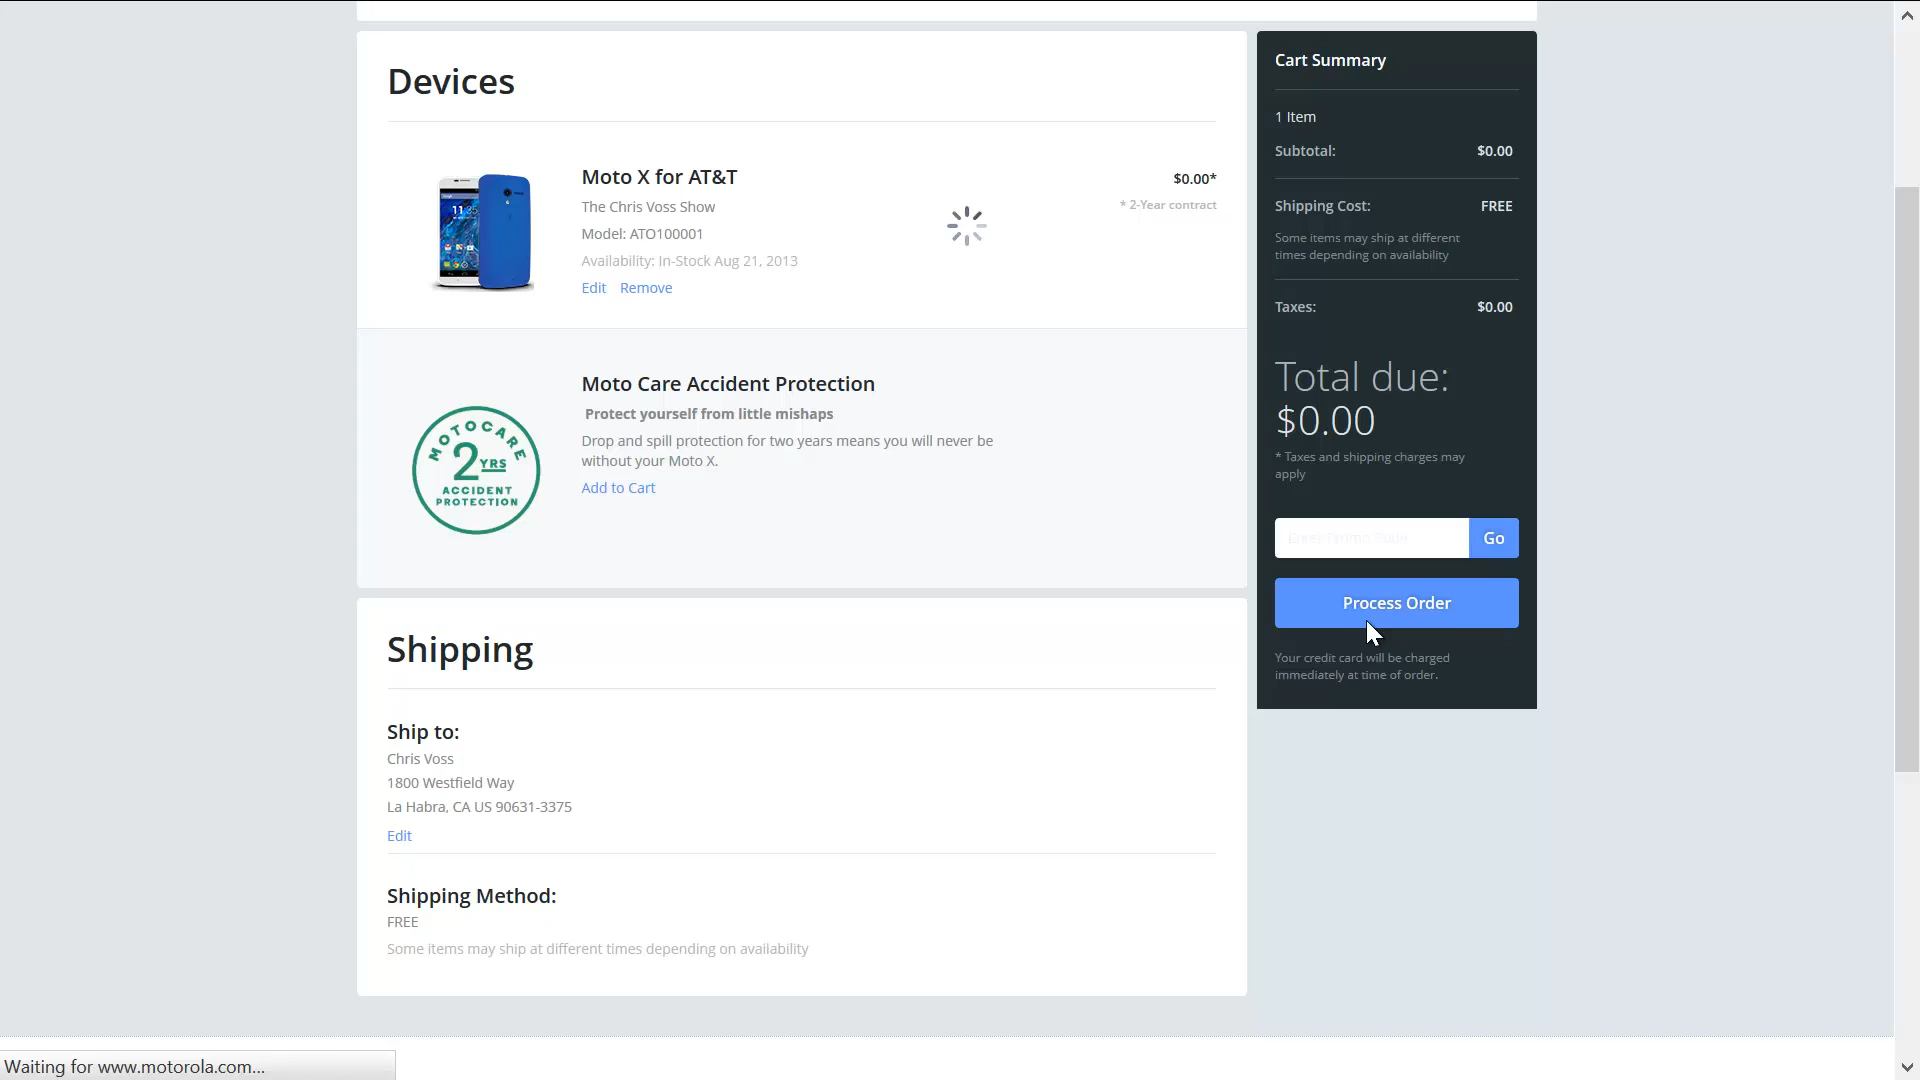 Devices
Moto X for AT&T
The Chris Voss Show
Model: ATO100001
Availability: In-Stock Aug 21, 2013
Edit Remove
$0.00*
* 2-Year contract
MOTOCARE
2 YRS
ACCIDENT
PROTECTION
Moto Care Accident Protection
Protect yourself from little mishaps
Drop and spill protection for two years means you will never be
without your Moto X.
Add to Cart
Shipping
Ship to:
Chris Voss
1800 Westfield Way
La Habra, CA US 90631-3375
Edit
Shipping Method:
FREE
Some items may ship at different times depending on availability
Cart Summary
1 Item
Subtotal: $0.00
Shipping Cost: FREE
Some items may ship at different
times depending on availability
Taxes: $0.00
Total due:
$0.00
* Taxes and shipping charges may
apply
Enter Promo Code Go
Process Order
Your credit card will be charged
immediately at time of order.
Waiting for www.motorola.com...